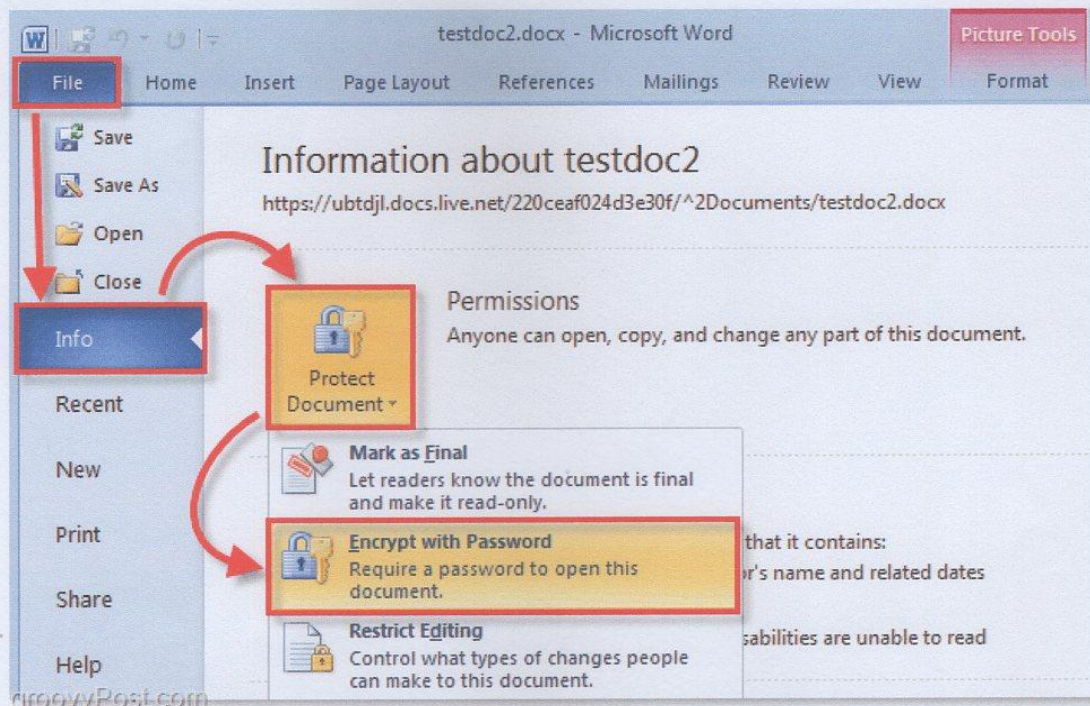 testdoc2.docx - Microsoft Word
Picture Tools
File Home Insert Page Layout References Mailings Review View Format
Save
Save As
Open
Close
Info
Recent
New
Print
Share
Help
Information about testdoc2
https://ubtdjl.docs.live.net/220ceaf024d3e30f/^2Documents/testdoc2.docx
Protect
Document
Permissions
Anyone can open, copy, and change any part of this document.
Mark as Final
Let readers know the document is final
and make it read-only.
Encrypt with Password
Require a password to open this
document.
Restrict Editing
Control what types of changes people
can make to this document.
that it contains:
or's name and related dates
sabilities are unable to read
groovyPost.com